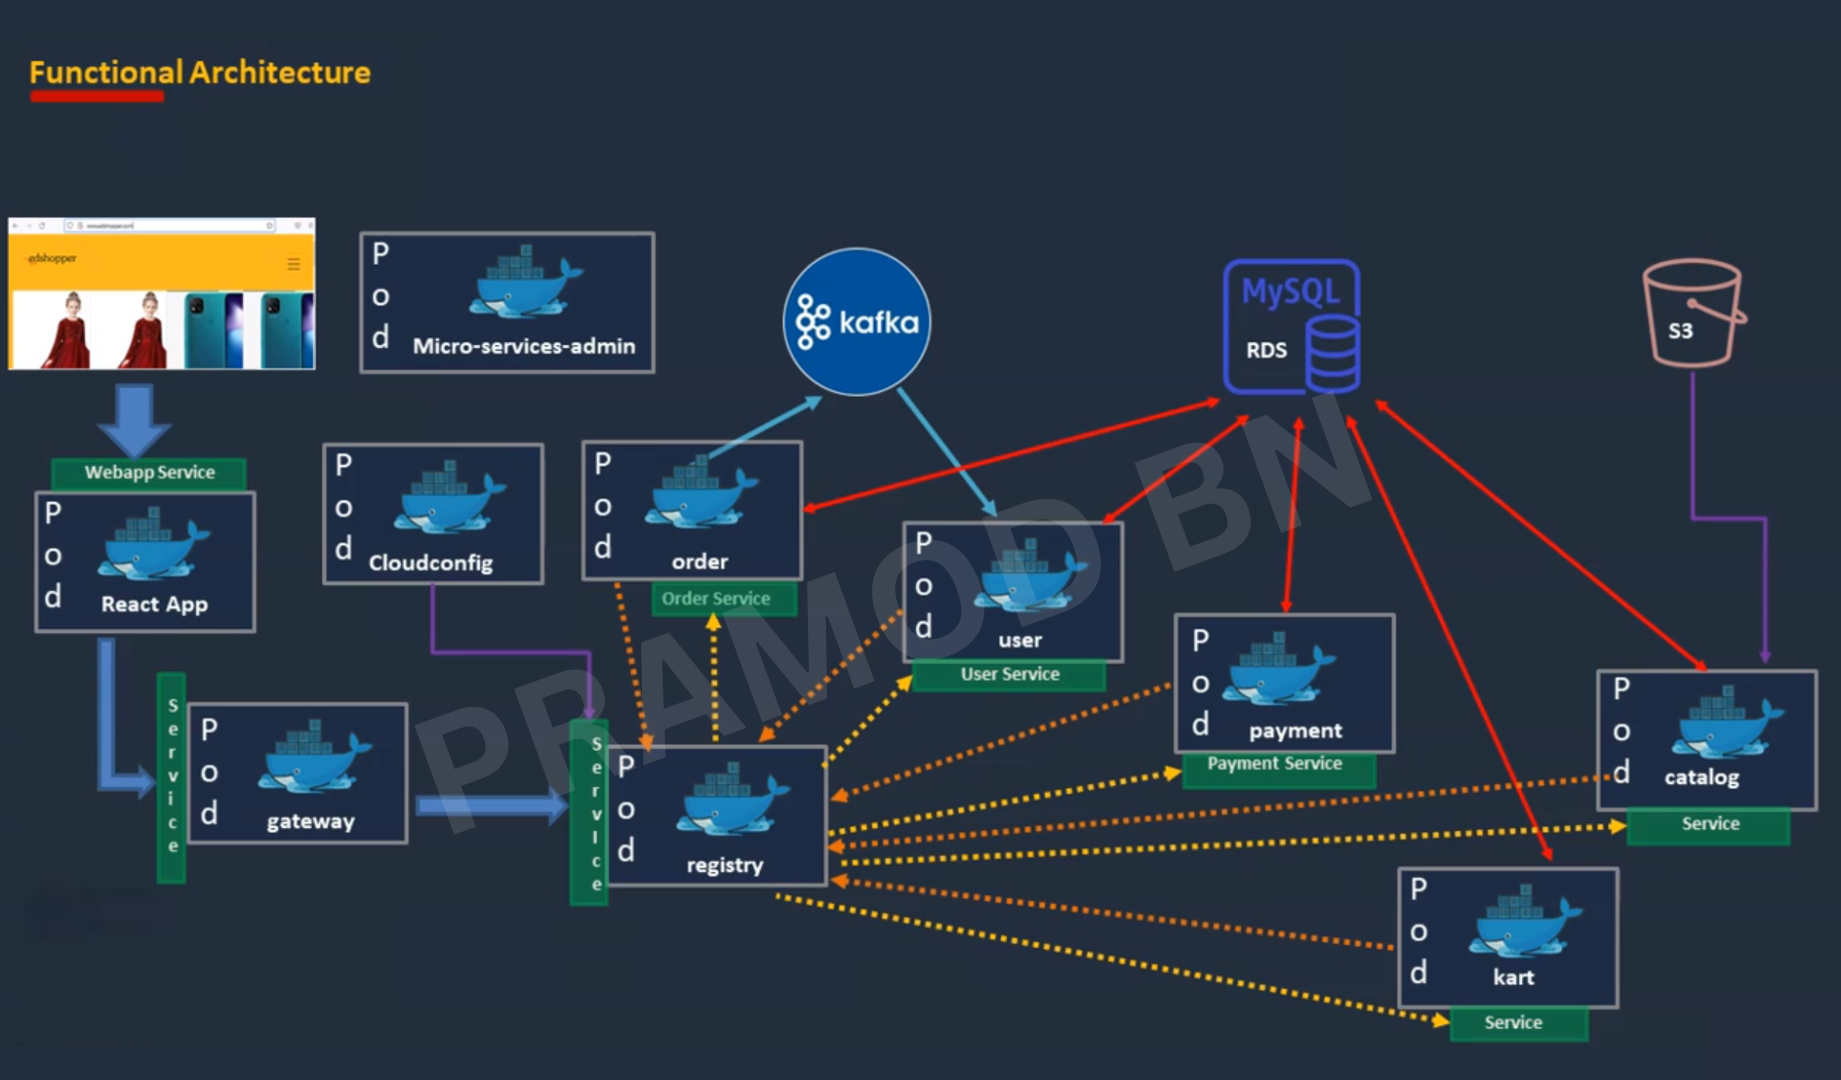 Functional Architecture
edshopper
Pod
Micro-services-admin
kafka
MySQL
RDS
S3
Webapp Service
Pod
React App
Pod
Cloudconfig
Pod
order
Order Service
Pod
user
User Service
Pod
payment
Payment Service
Pod
catalog
Service
Service
Pod
gateway
ServIce
Pod
registry
Pod
kart
Service
PRAMOD BN